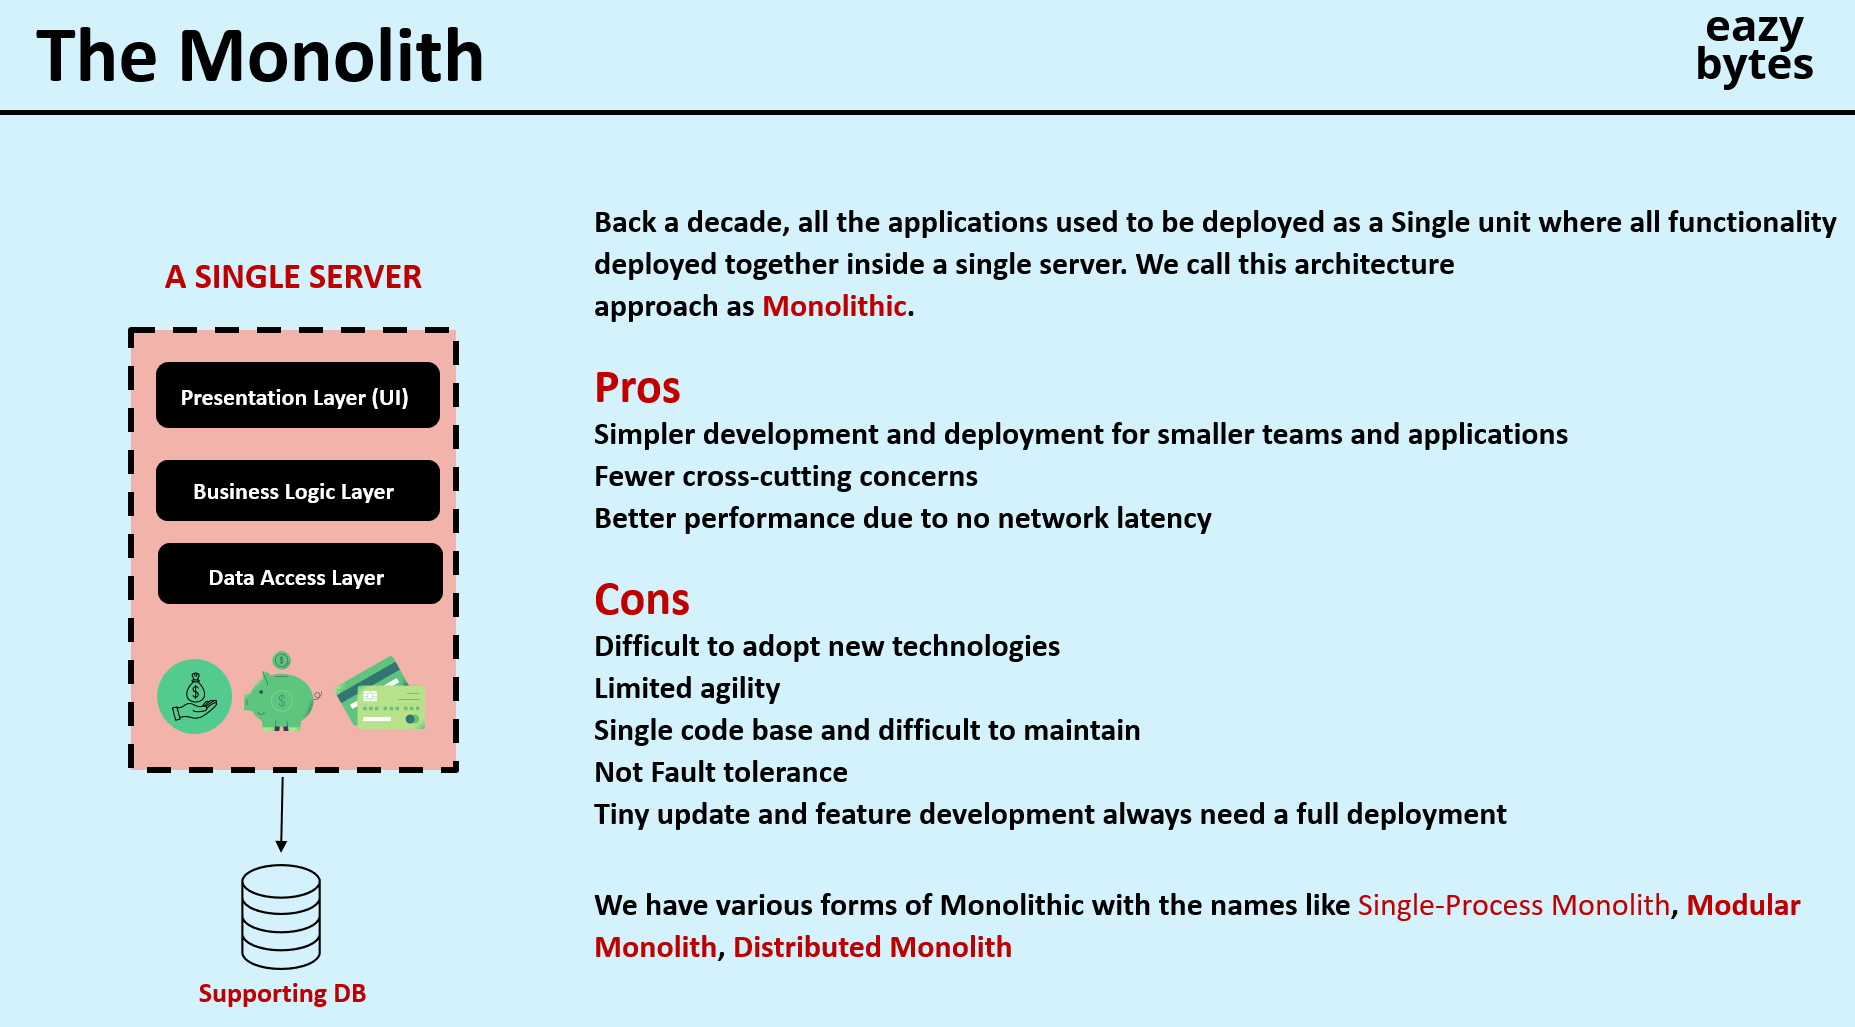 The Monolith
eazy
bytes
A SINGLE SERVER
Presentation Layer (UI)
Business Logic Layer
Data Access Layer
Supporting DB
Back a decade, all the applications used to be deployed as a Single unit where all functionality
deployed together inside a single server. We call this architecture
approach as Monolithic.
Pros
Simpler development and deployment for smaller teams and applications
Fewer cross-cutting concerns
Better performance due to no network latency
Cons
Difficult to adopt new technologies
Limited agility
Single code base and difficult to maintain
Not Fault tolerance
Tiny update and feature development always need a full deployment
We have various forms of Monolithic with the names like Single-Process Monolith, Modular
Monolith, Distributed Monolith